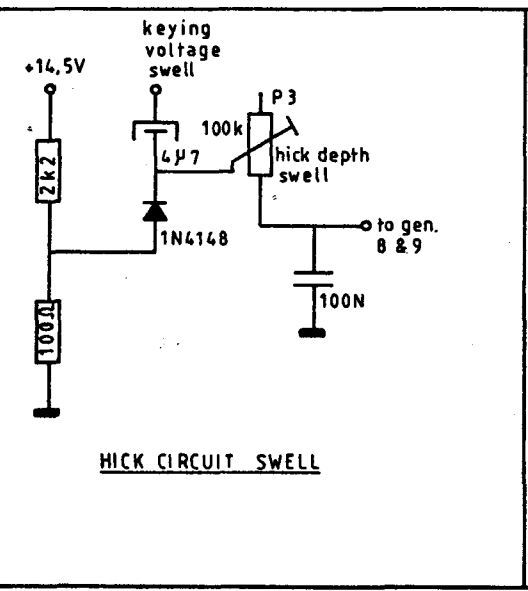 keying
voltage
swell
+14,5V
P3
100k
2k2
4µ7
hick depth
swell
1N4148
to gen.
8 & 9
100N
100Ω
HICK CIRCUIT SWELL